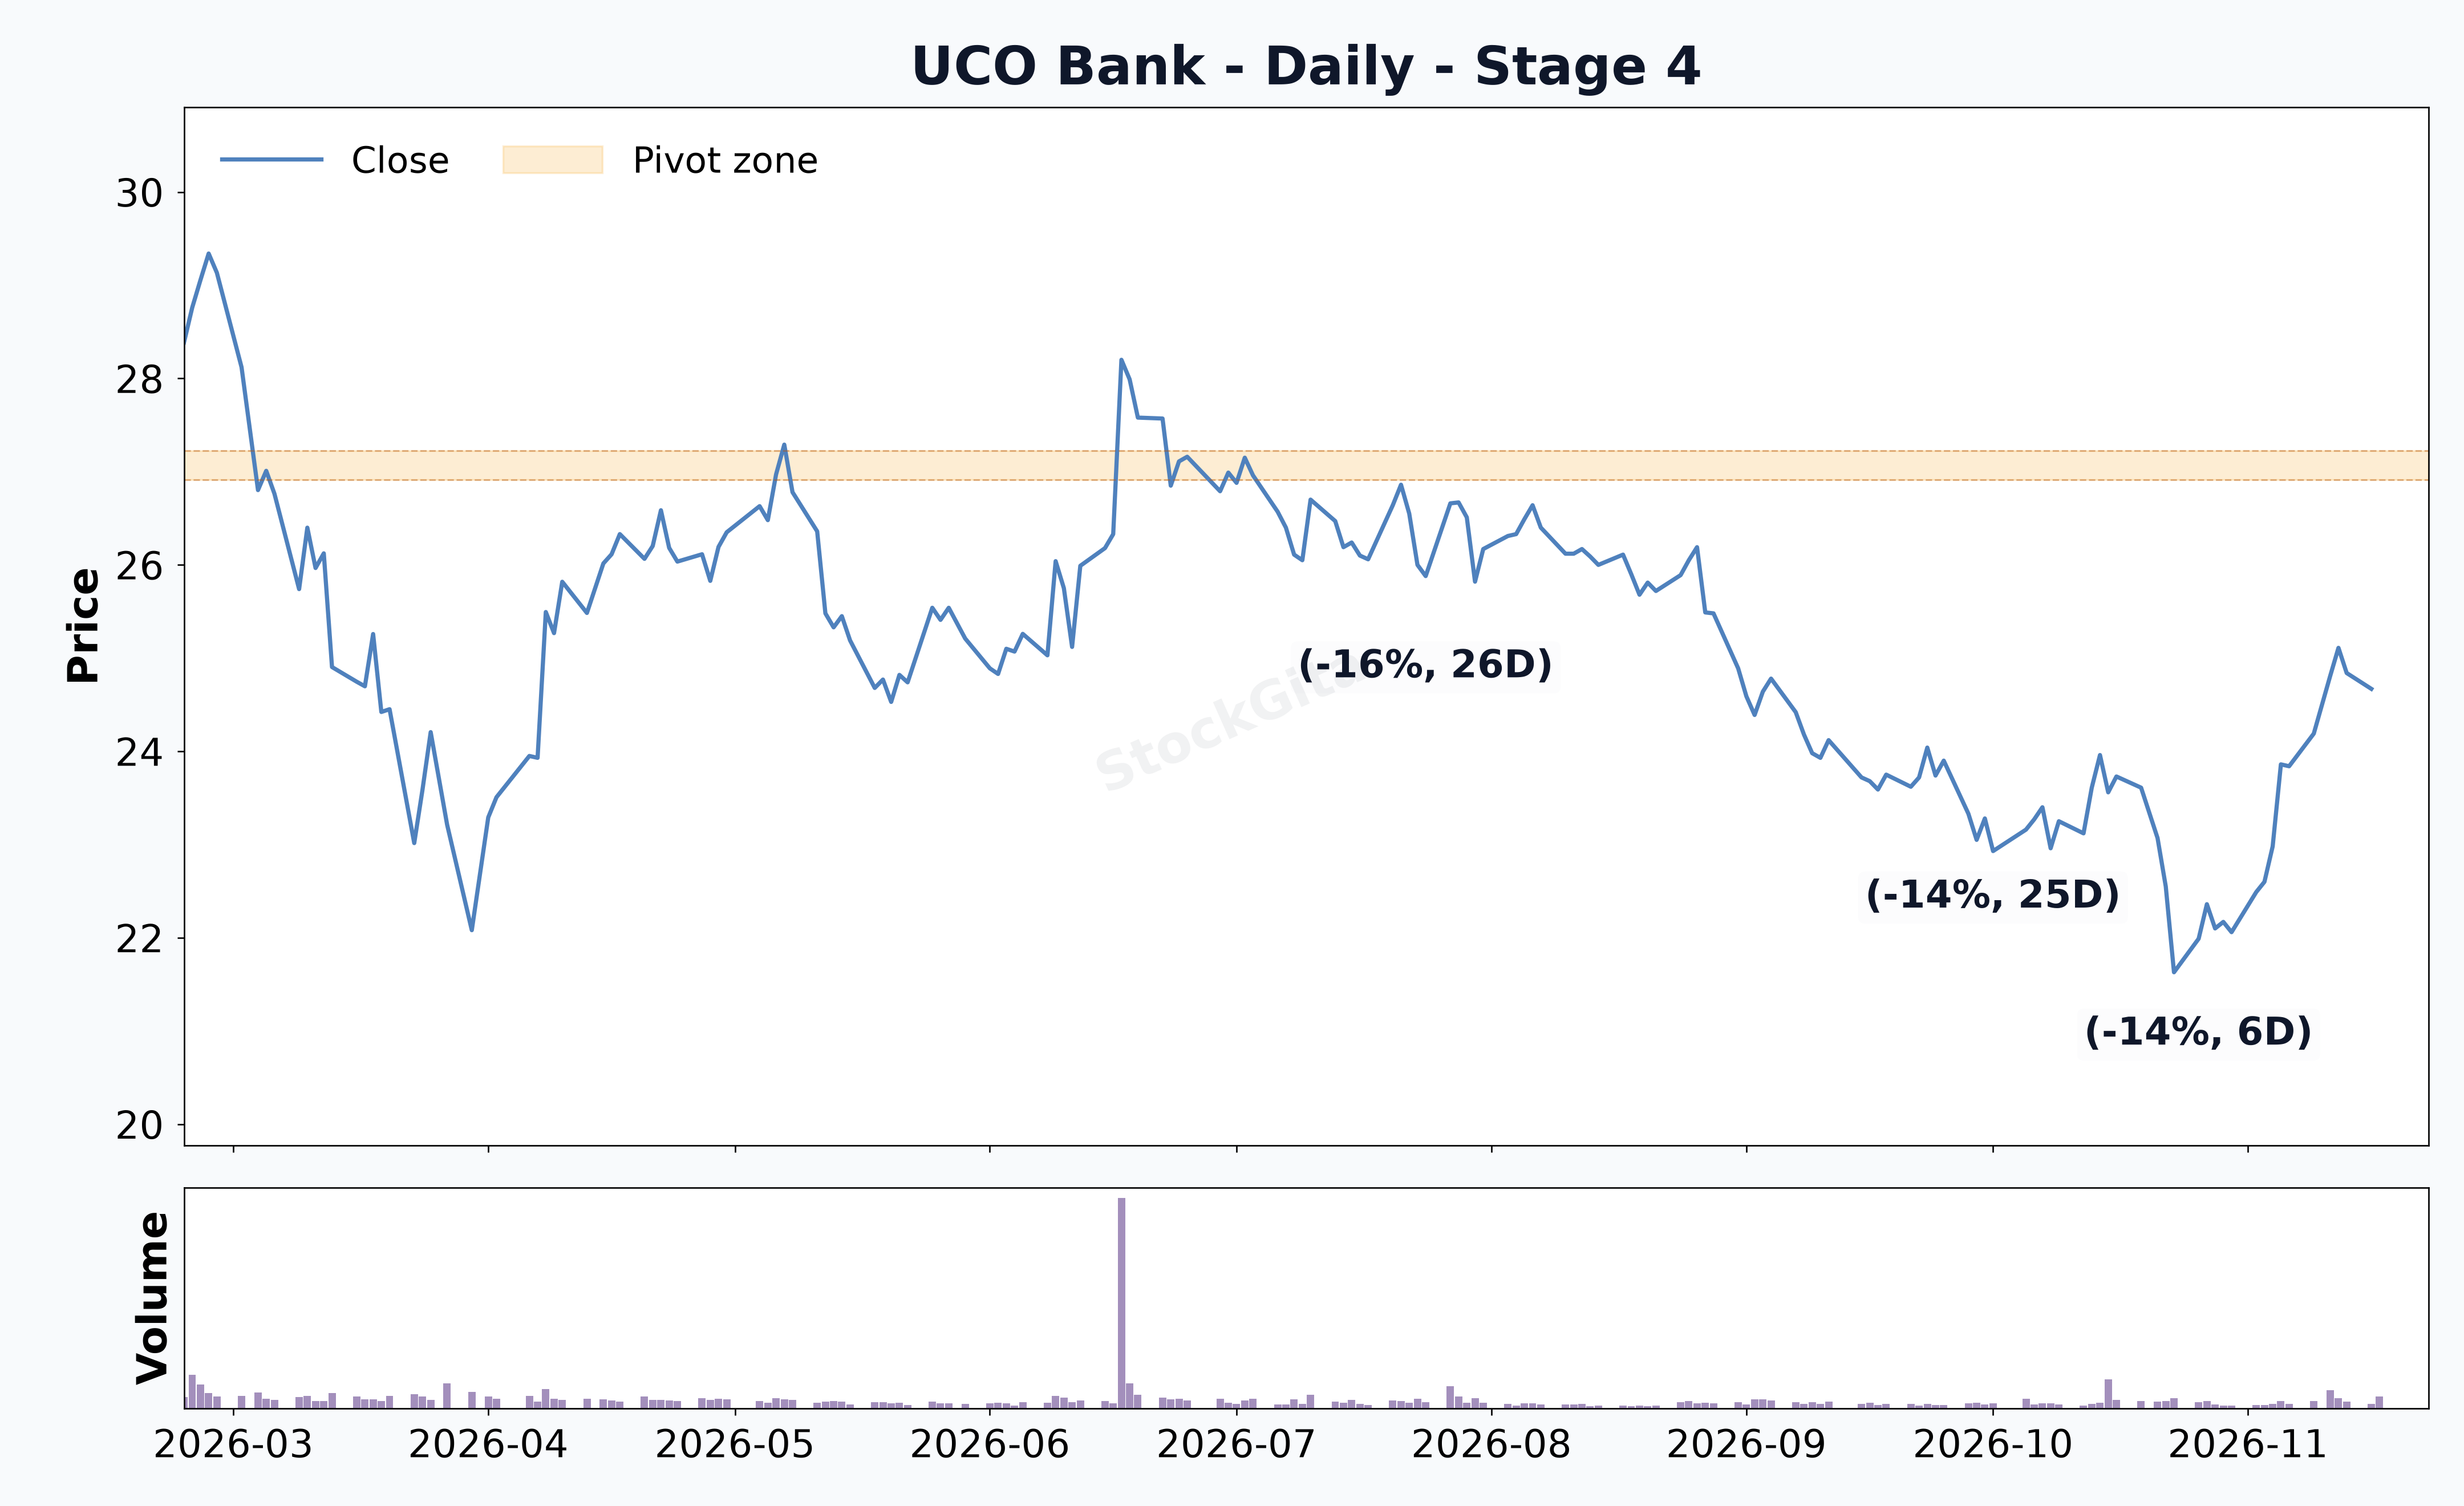 UCO Bank - Daily - Stage 4
Close
Pivot zone
30
28
26
24
22
20
Price
(-16%, 26D)
StockGita
(-14%, 25D)
(-14%, 6D)
Volume
2026-03
2026-04
2026-05
2026-06
2026-07
2026-08
2026-09
2026-10
2026-11